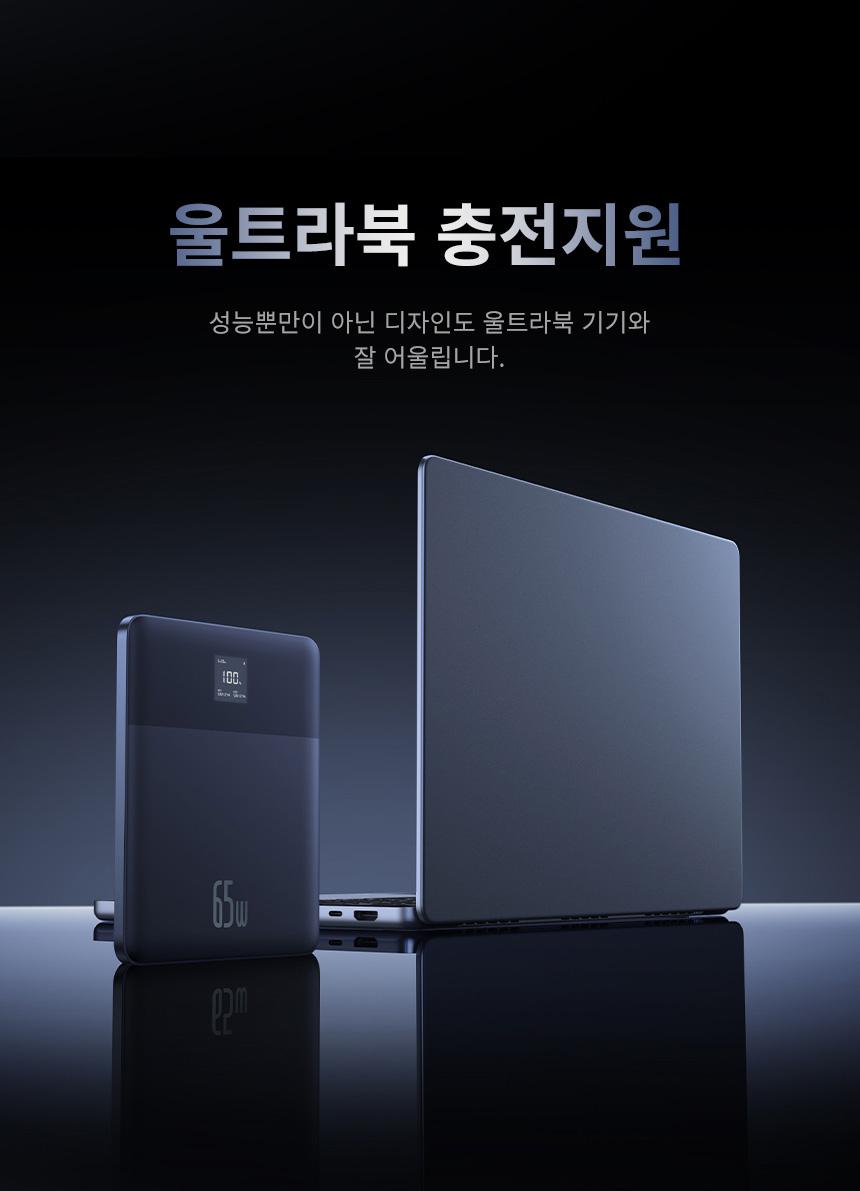 울트라북 충전지원
성능뿐만이 아닌 디자인도 울트라북 기기와
잘 어울립니다.
100%
65w